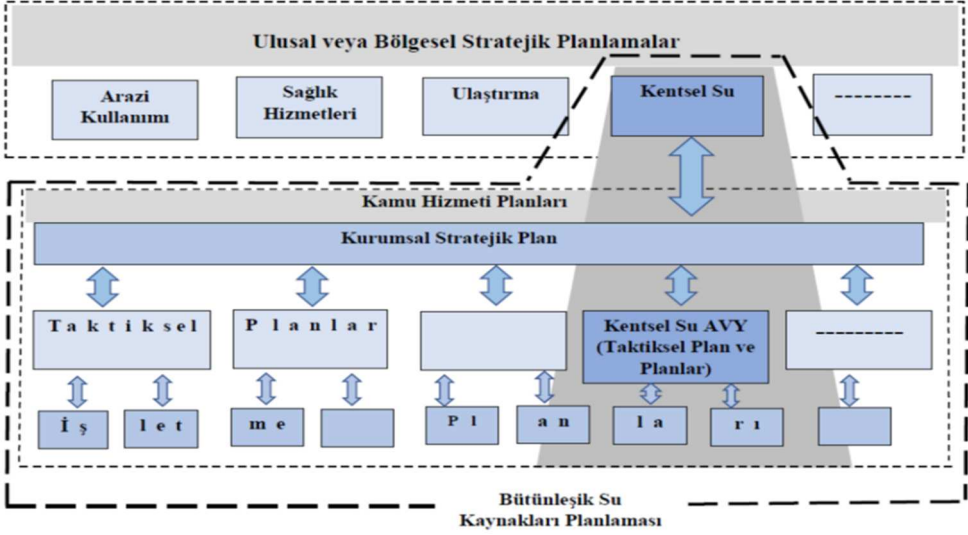 Ulusal veya Bölgesel Stratejik Planlamalar
Arazi
Kullanımı
Sağlık
Hizmetleri
Ulaştırma
Kentsel Su
---------
Kamu Hizmeti Planları
Kurumsal Stratejik Plan
T a k t i k s e l
P l a n l a r
Kentsel Su AVY
(Taktiksel Plan ve
Planlar)
----------
İ ş
l e t
m e
P l
a n
l a
r ı
Bütünleşik Su
Kaynakları Planlaması